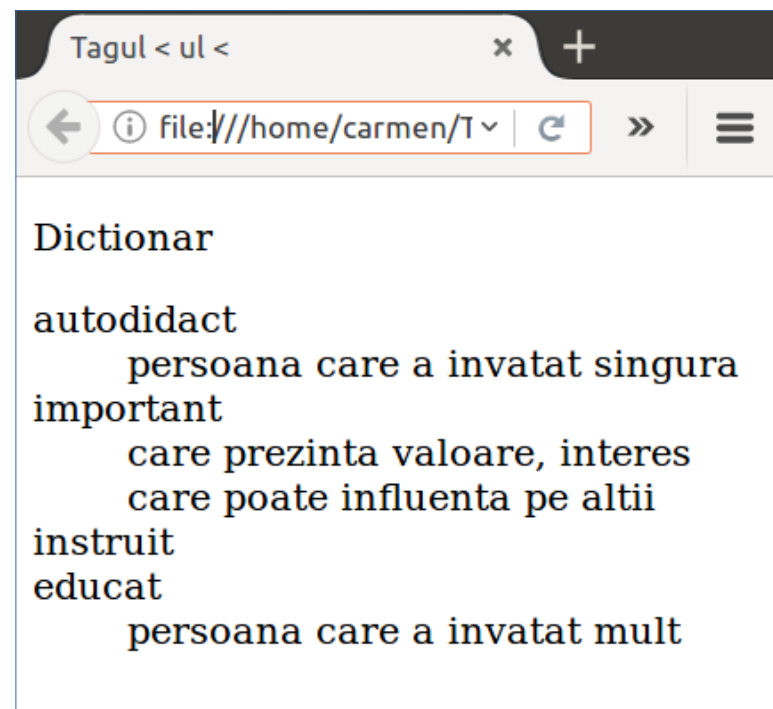 Tagul < ul <
file:///home/carmen/T
Dictionar
autodidact
persoana care a invatat singura
important
care prezinta valoare, interes
care poate influenta pe altii
instruit
educat
persoana care a invatat mult